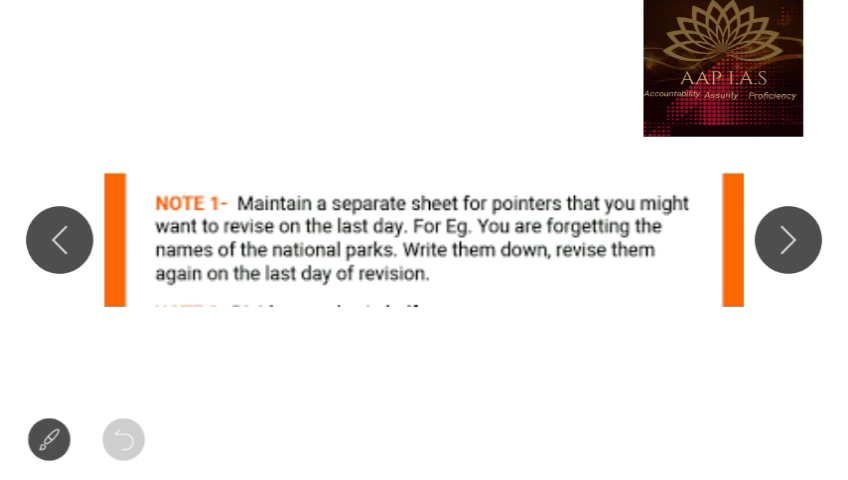 AAP I.A.S
Accountability Assurity Proficiency
NOTE 1- Maintain a separate sheet for pointers that you might
want to revise on the last day. For Eg. You are forgetting the
names of the national parks. Write them down, revise them
again on the last day of revision.